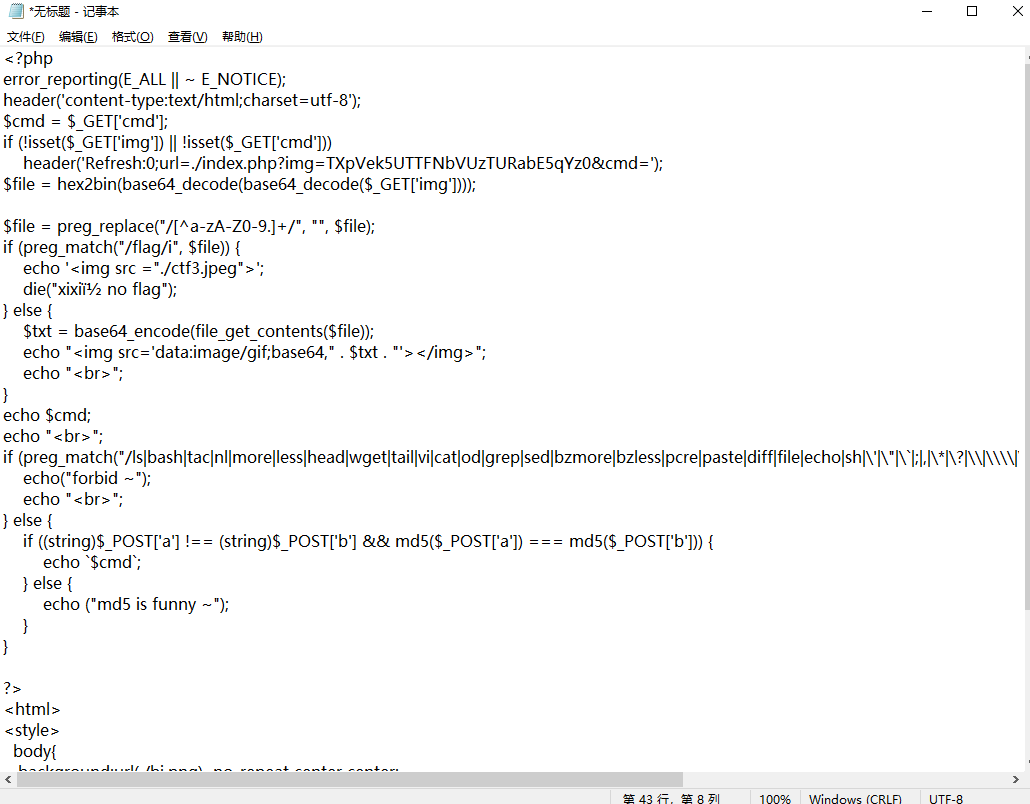 *无标题 - 记事本
文件(F) 编辑(E) 格式(O) 查看(V) 帮助(H)
<?php
error_reporting(E_ALL || ~ E_NOTICE);
header('content-type:text/html;charset=utf-8');
$cmd = $_GET['cmd'];
if (!isset($_GET['img']) || !isset($_GET['cmd']))
header('Refresh:0;url=./index.php?img=TXpVek5UTTFNbVUzTURabE5qYz0&cmd=');
$file = hex2bin(base64_decode(base64_decode($_GET['img'])));
$file = preg_replace("/[^a-zA-Z0-9.]+/", "", $file);
if (preg_match("/flag/i", $file)) {
echo '<img src ="./ctf3.jpeg">';
die("xixiï½ no flag");
} else {
$txt = base64_encode(file_get_contents($file));
echo "<img src='data:image/gif;base64," . $txt . "'></img>";
echo "<br>";
}
echo $cmd;
echo "<br>";
if (preg_match("/ls|bash|tac|nl|more|less|head|wget|tail|vi|cat|od|grep|sed|bzmore|bzless|pcre|paste|diff|file|echo|sh|\'|\"|\`|;|,|\*|\?|\\|\\\\|
echo("forbid ~");
echo "<br>";
} else {
if ((string)$_POST['a'] !== (string)$_POST['b'] && md5($_POST['a']) === md5($_POST['b'])) {
echo `$cmd`;
} else {
echo ("md5 is funny ~");
}
}
?>
<html>
<style>
body{
background:url(./bj.png) no-repeat center center;
第 43 行，第 8 列 100% Windows (CRLF) UTF-8